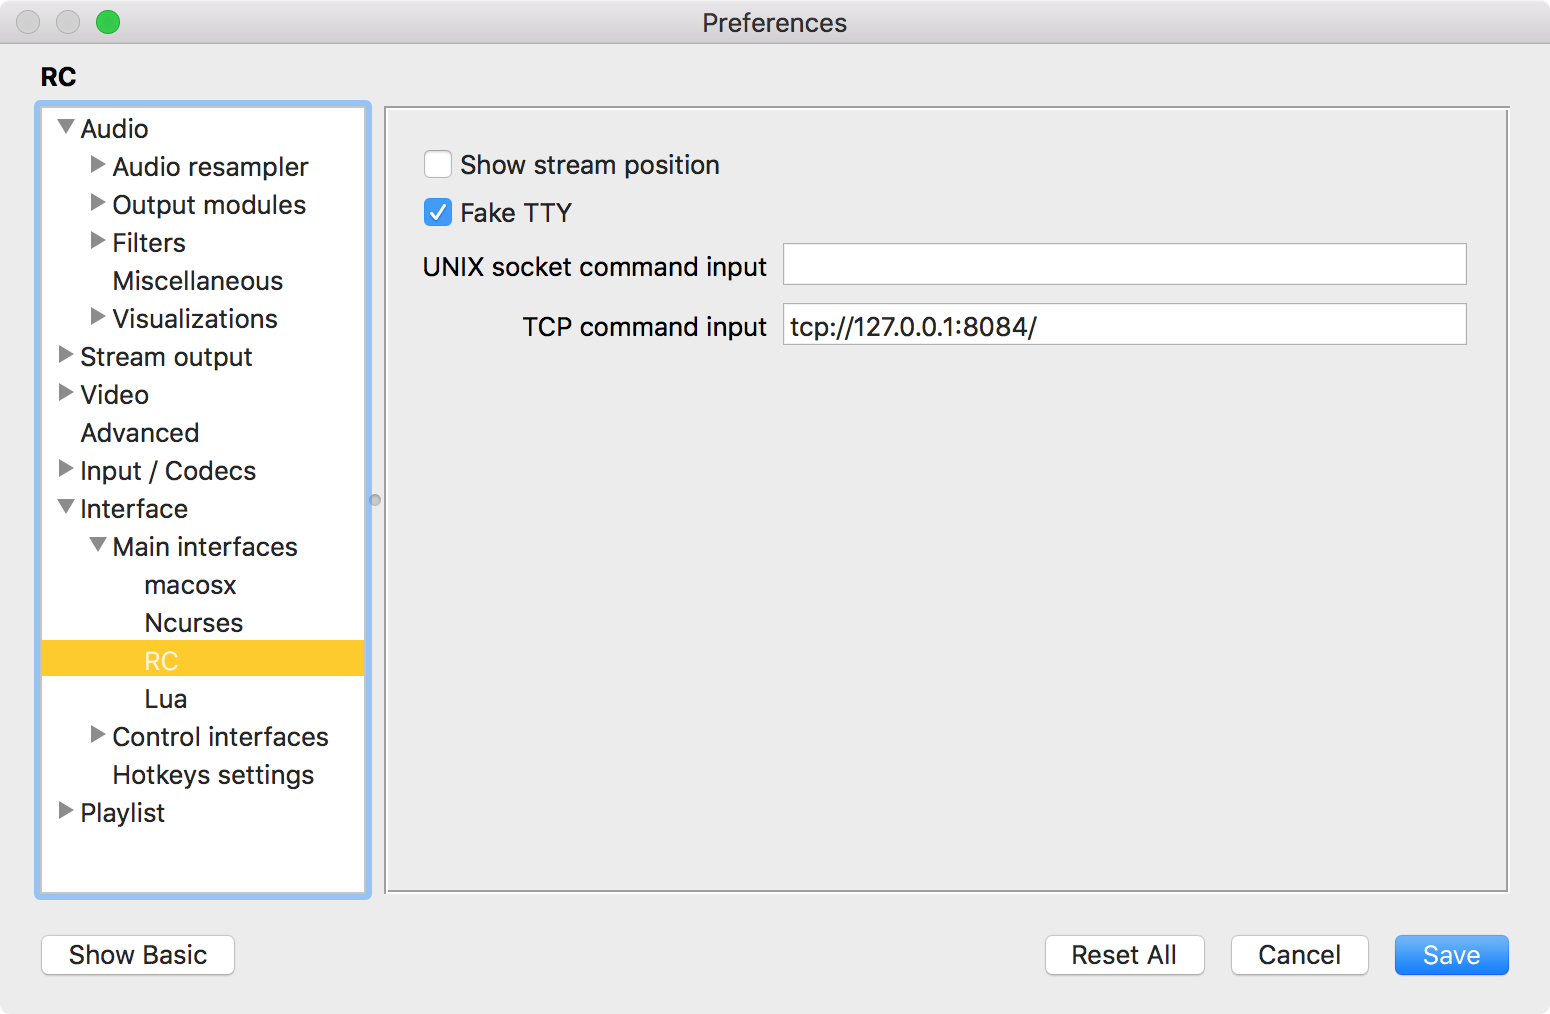 Preferences
RC
Audio
Audio resampler
Output modules
Filters
Miscellaneous
Visualizations
Stream output
Video
Advanced
Input / Codecs
Interface
Main interfaces
macosx
Ncurses
RC
Lua
Control interfaces
Hotkeys settings
Playlist
Show stream position
Fake TTY
UNIX socket command input
TCP command input tcp://127.0.0.1:8084/
Show Basic
Reset All
Cancel
Save